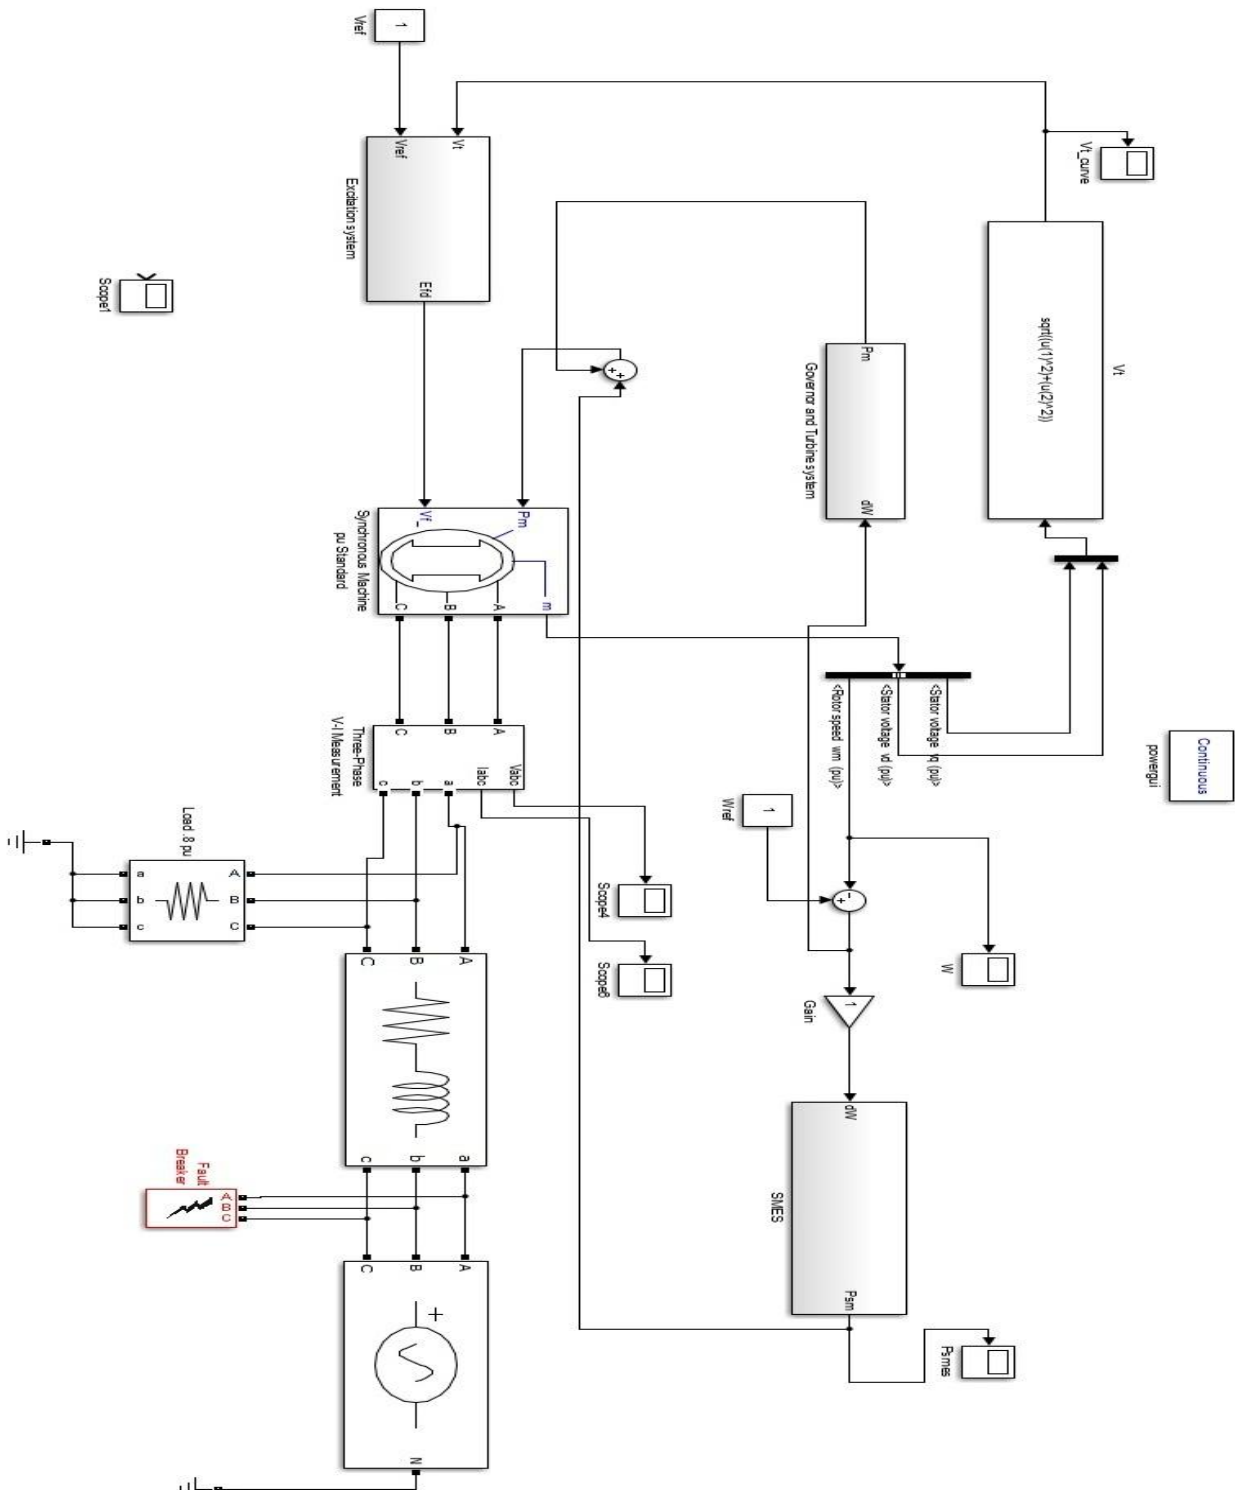 Continuous
powergui
Vt_curve
Vt
sqrt((u(1)^2)+(u(2)^2))
<Stator voltage vq (pu)>
<Stator voltage vd (pu)>
<Rotor speed wm (pu)>
W
Psmes
Pm
dW
Governor and Turbine system
1
Wref
-
+
1
Gain
dW
Psm
SMES
+
+
Scope4
Scope6
1
Vref
Vt
Vref
Efd
Excitation system
Pm
Vf_
m
A
B
C
Synchronous Machine
pu Standard
Vabc
Iabc
A
B
C
a
b
c
Three-Phase
V-I Measurement
A
B
C
a
b
c
A
B
C
N
+
A
B
C
a
b
c
Load .8 pu
A
B
C
Fault
Breaker
Scope1